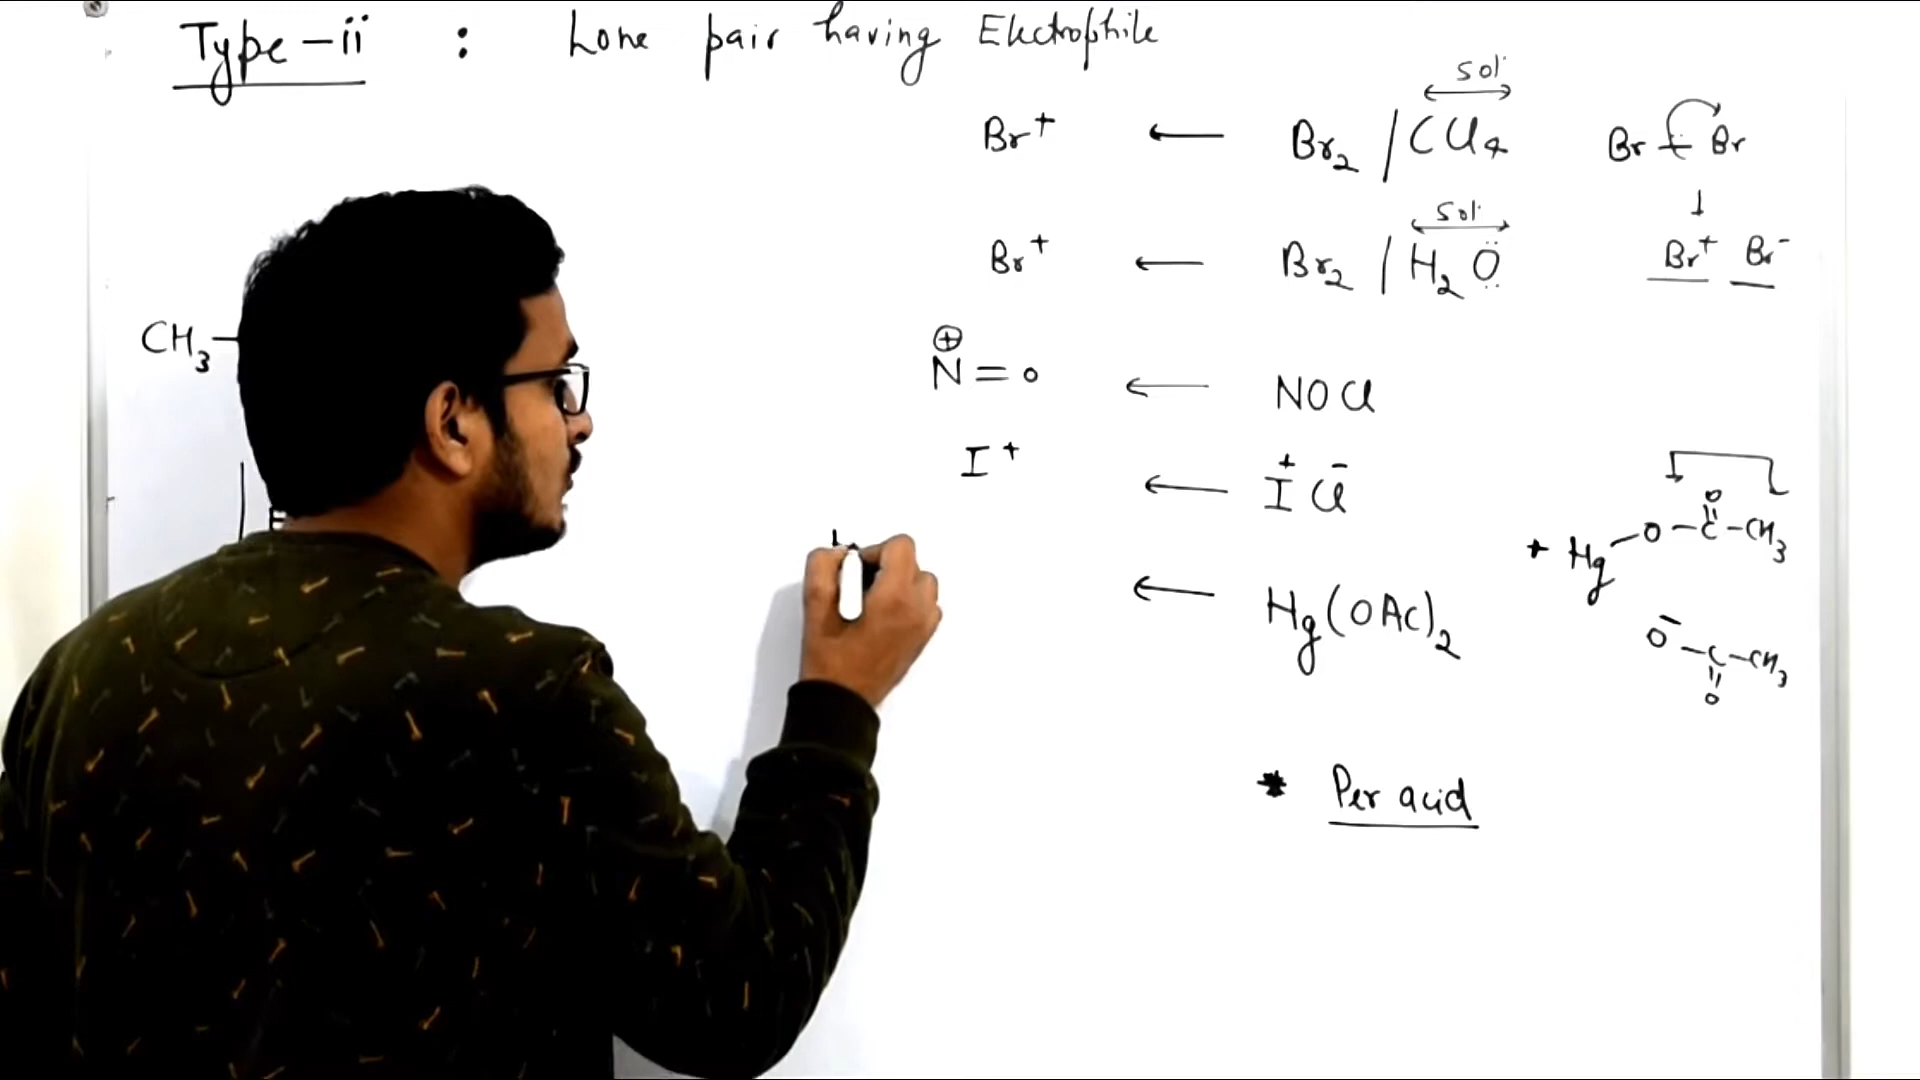 Type-ii : Lone pair having Electrophile
sol.
Br⁺ ← Br₂ / CCl₄ Br–Br
↓
sol.
Br⁺ ← Br₂ / H₂Ö Br⁺ Br⁻
⊕
CH₃– N=O ← NOCl
I⁺ ← I⁺Cl⁻
O
+Hg–O–C–CH₃
← Hg(OAc)₂
O⁻–C–CH₃
O
* Per acid